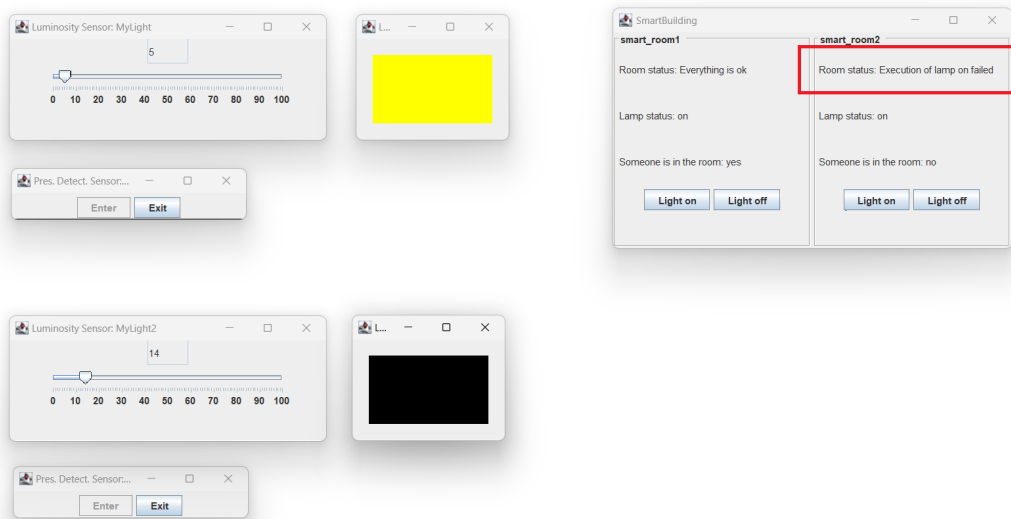 Luminosity Sensor: MyLight
5
0 10 20 30 40 50 60 70 80 90 100
L...
Pres. Detect. Sensor:...
Enter Exit
SmartBuilding
smart_room1
Room status: Everything is ok
Lamp status: on
Someone is in the room: yes
Light on Light off
smart_room2
Room status: Execution of lamp on failed
Lamp status: on
Someone is in the room: no
Light on Light off
Luminosity Sensor: MyLight2
14
0 10 20 30 40 50 60 70 80 90 100
L...
Pres. Detect. Sensor:...
Enter Exit